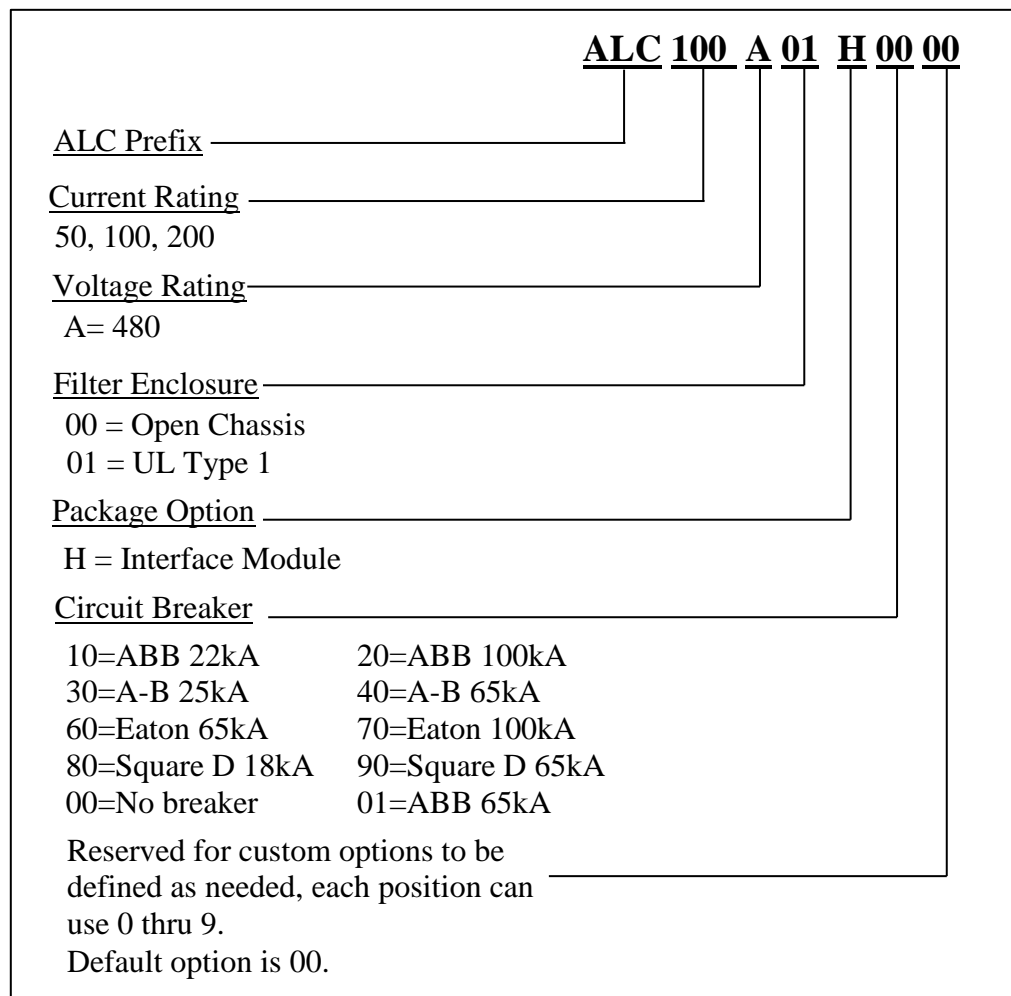 ALC 100 A 01 H 00 00
ALC Prefix
Current Rating
50, 100, 200
Voltage Rating
A= 480
Filter Enclosure
00 = Open Chassis
01 = UL Type 1
Package Option
H = Interface Module
Circuit Breaker
10=ABB 22kA 20=ABB 100kA
30=A-B 25kA 40=A-B 65kA
60=Eaton 65kA 70=Eaton 100kA
80=Square D 18kA 90=Square D 65kA
00=No breaker 01=ABB 65kA
Reserved for custom options to be
defined as needed, each position can
use 0 thru 9.
Default option is 00.